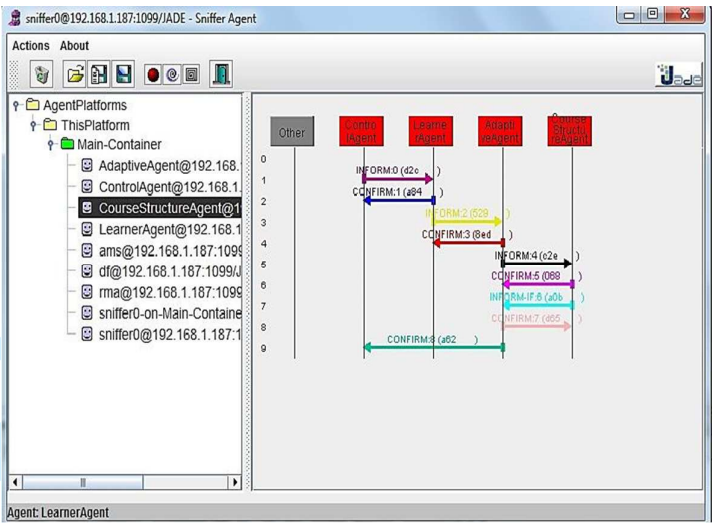 sniffer0@192.168.1.187:1099/JADE - Sniffer Agent
Actions About
Jade
AgentPlatforms
ThisPlatform
Main-Container
AdaptiveAgent@192.168.
ControlAgent@192.168.1.
CourseStructureAgent@1
LearnerAgent@192.168.1
ams@192.168.1.187:1099
df@192.168.1.187:1099/J
rma@192.168.1.187:1099
sniffer0-on-Main-Containe
sniffer0@192.168.1.187:1
Other
Contro
lAgent
Learne
rAgent
Adapti
veAgent
Course
Structu
reAgent
0
INFORM:0 (d2c )
1
CONFIRM:1 (a84 )
2
INFORM:2 (529 )
3
CONFIRM:3 (8ed )
4
INFORM:4 (c2e )
5
CONFIRM:5 (068 )
6
INFORM-IF:6 (a0b )
7
CONFIRM:7 (d65 )
8
CONFIRM:8 (a62 )
9
Agent: LearnerAgent